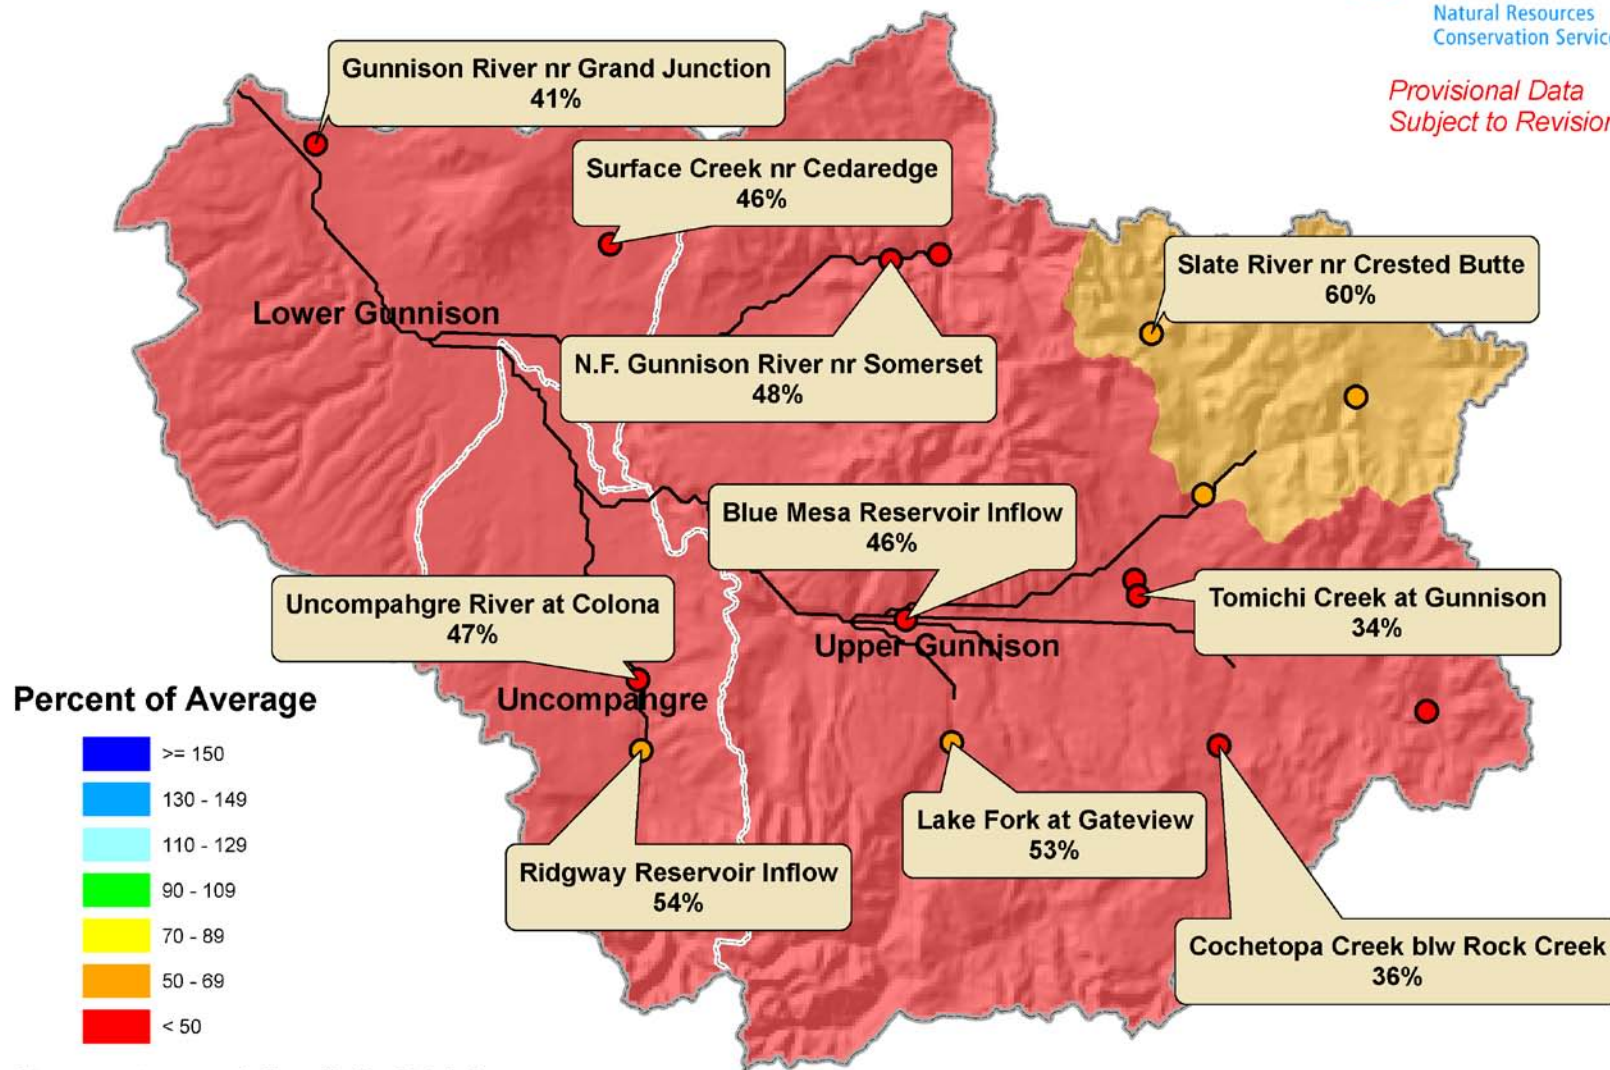 Natural Resources
Conservation Service
Provisional Data
Subject to Revision
Gunnison River nr Grand Junction
41%
Surface Creek nr Cedaredge
46%
Slate River nr Crested Butte
60%
Lower Gunnison
N.F. Gunnison River nr Somerset
48%
Blue Mesa Reservoir Inflow
46%
Uncompahgre River at Colona
47%
Tomichi Creek at Gunnison
34%
Upper Gunnison
Uncompahgre
Percent of Average
>= 150
130 - 149
110 - 129
90 - 109
70 - 89
50 - 69
< 50
Lake Fork at Gateview
53%
Ridgway Reservoir Inflow
54%
Cochetopa Creek blw Rock Creek
36%